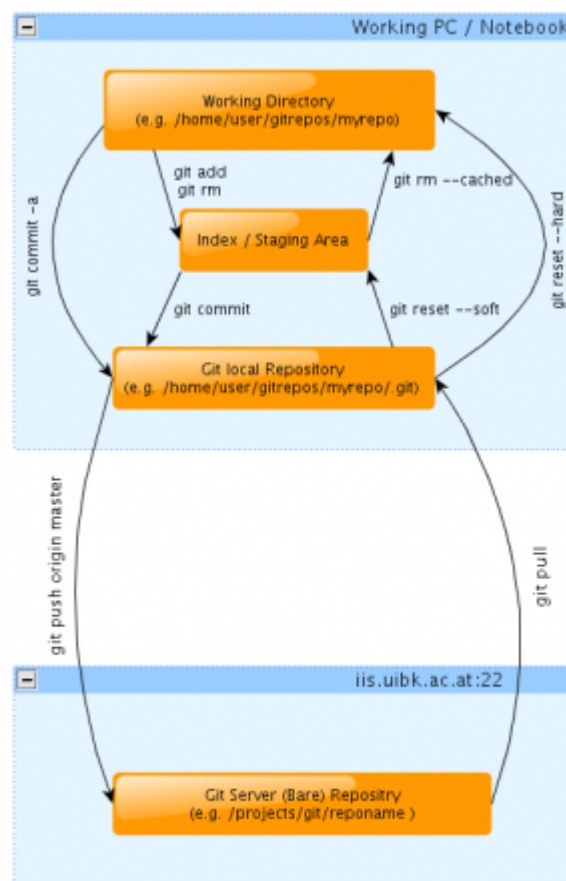 Working PC / Notebook
Working Directory
(e.g. /home/user/gitrepos/myrepo)
git add
git rm
git rm --cached
git commit -a
git reset --hard
Index / Staging Area
git commit
git reset --soft
Git local Repository
(e.g. /home/user/gitrepos/myrepo/.git)
git push origin master
git pull
iis.uibk.ac.at:22
Git Server (Bare) Repositry
(e.g. /projects/git/reponame )